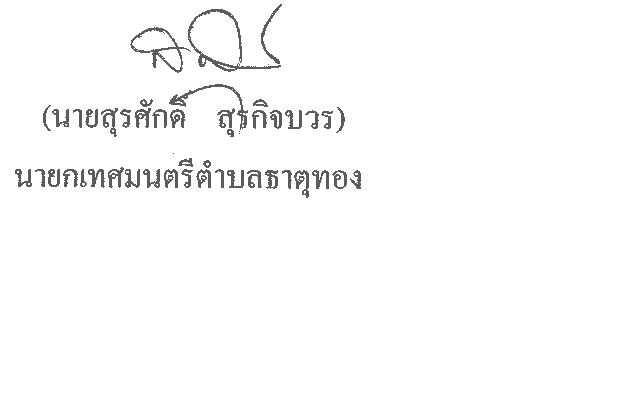 (นายสุรศักดิ์ สุรกิจบวร)
นายกเทศมนตรีตำบลธาตุทอง